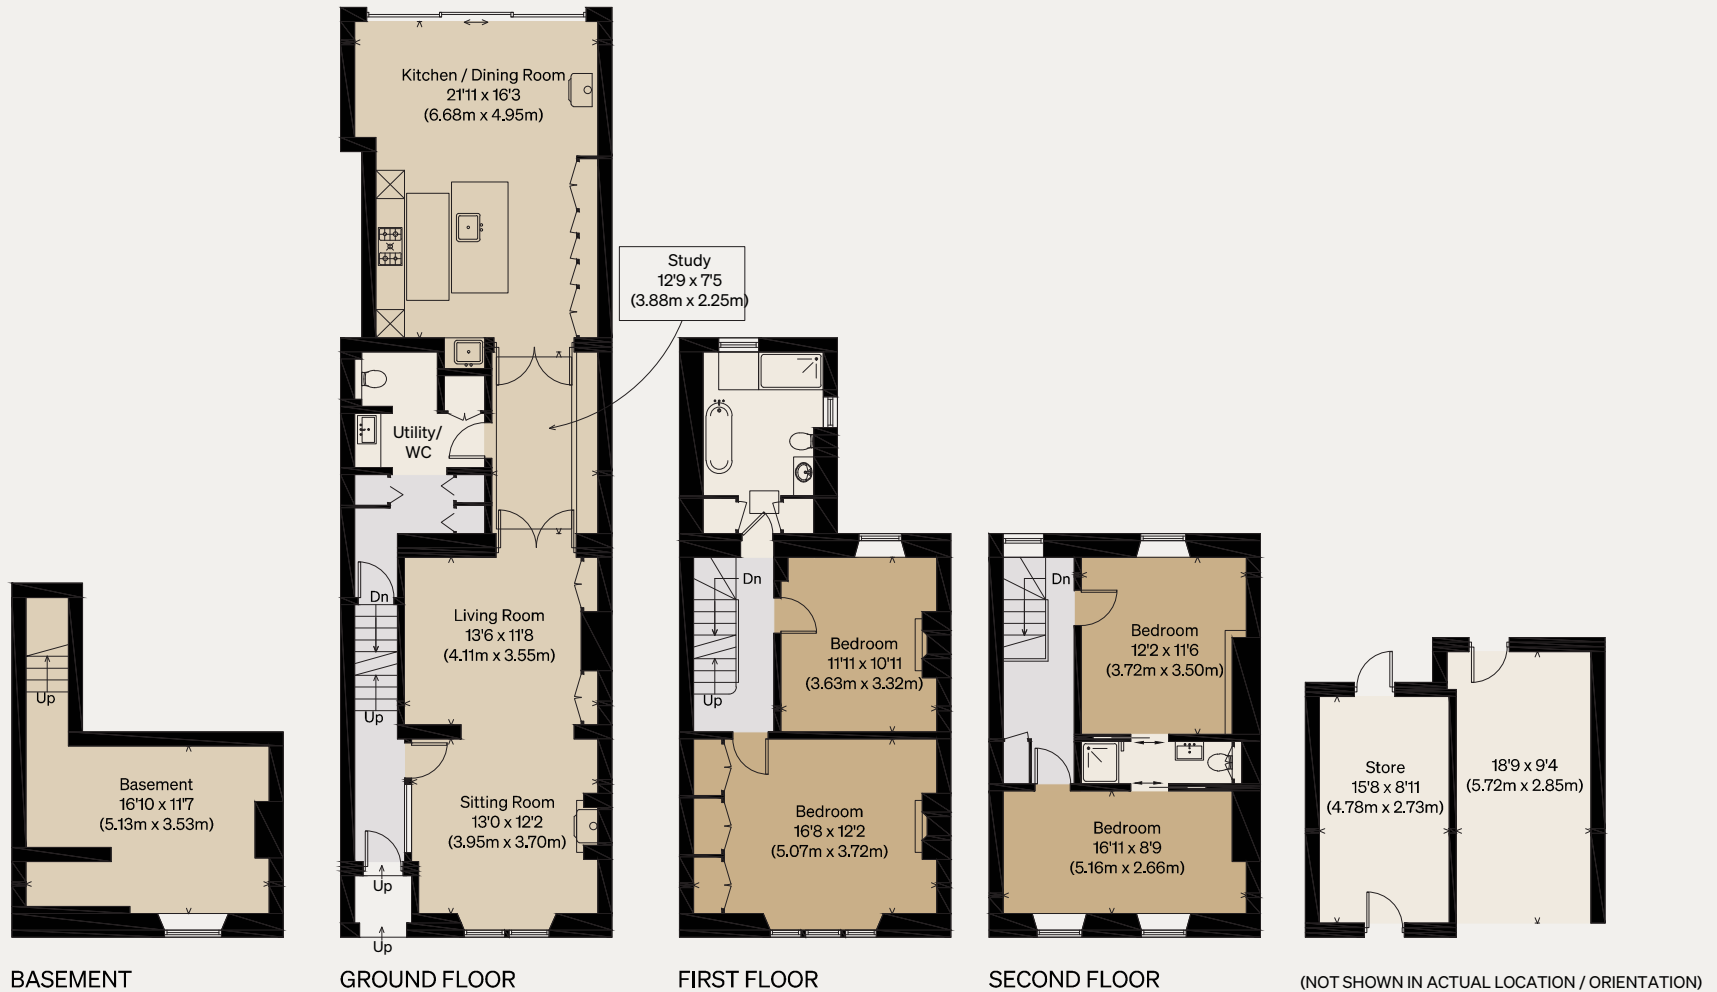 Kitchen / Dining Room
21'11 x 16'3
(6.68m x 4.95m)
Study
12'9 x 7'5
(3.88m x 2.25m)
Utility/
WC
Dn
Living Room
13'6 x 11'8
(4.11m x 3.55m)
Up
Sitting Room
13'0 x 12'2
(3.95m x 3.70m)
Up
Up
Up
Basement
16'10 x 11'7
(5.13m x 3.53m)
Dn
Bedroom
11'11 x 10'11
(3.63m x 3.32m)
Up
Bedroom
16'8 x 12'2
(5.07m x 3.72m)
Dn
Bedroom
12'2 x 11'6
(3.72m x 3.50m)
Bedroom
16'11 x 8'9
(5.16m x 2.66m)
Store
15'8 x 8'11
(4.78m x 2.73m)
18'9 x 9'4
(5.72m x 2.85m)
BASEMENT
GROUND FLOOR
FIRST FLOOR
SECOND FLOOR
(NOT SHOWN IN ACTUAL LOCATION / ORIENTATION)